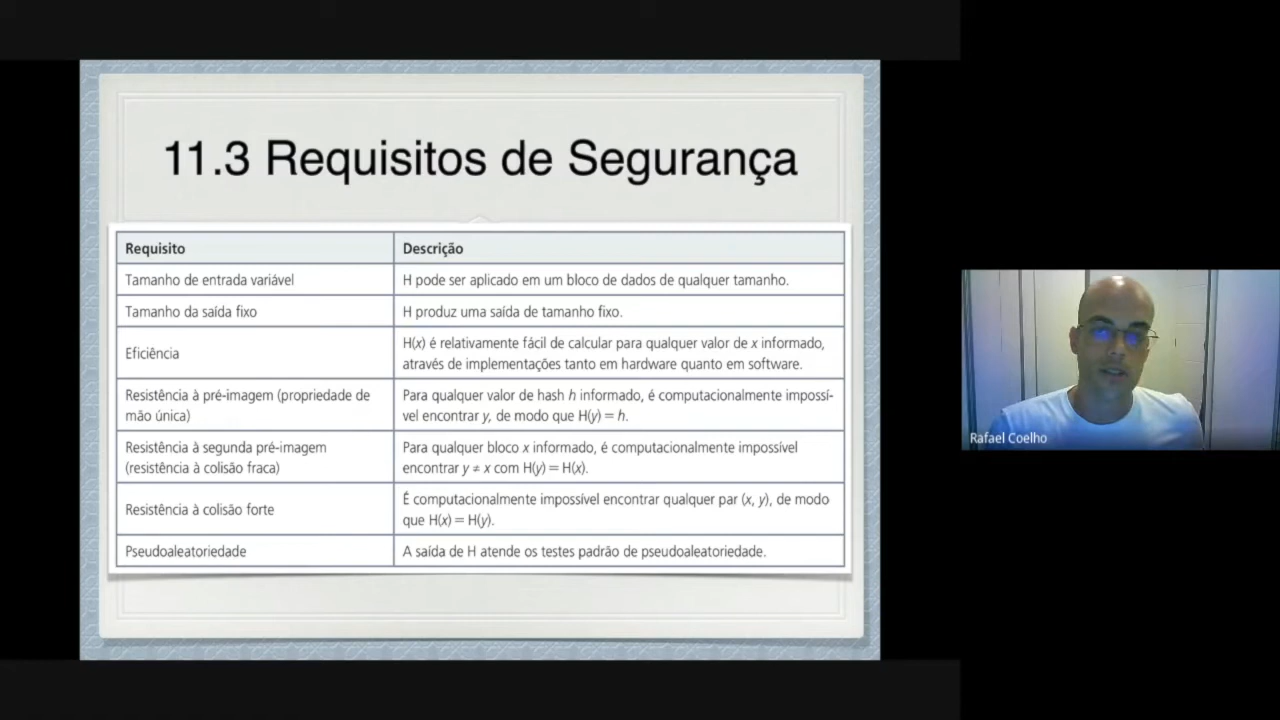 11.3 Requisitos de Segurança
Requisito
Descrição
Tamanho de entrada variável
H pode ser aplicado em um bloco de dados de qualquer tamanho.
Tamanho da saída fixo
H produz uma saída de tamanho fixo.
Eficiência
H(x) é relativamente fácil de calcular para qualquer valor de x informado,
através de implementações tanto em hardware quanto em software.
Resistência à pré-imagem (propriedade de
mão única)
Para qualquer valor de hash h informado, é computacionalmente impossí-
vel encontrar y, de modo que H(y) = h.
Resistência à segunda pré-imagem
(resistência à colisão fraca)
Para qualquer bloco x informado, é computacionalmente impossível
encontrar y ≠ x com H(y) = H(x).
Resistência à colisão forte
É computacionalmente impossível encontrar qualquer par (x, y), de modo
que H(x) = H(y).
Pseudoaleatoriedade
A saída de H atende os testes padrão de pseudoaleatoriedade.
Rafael Coelho